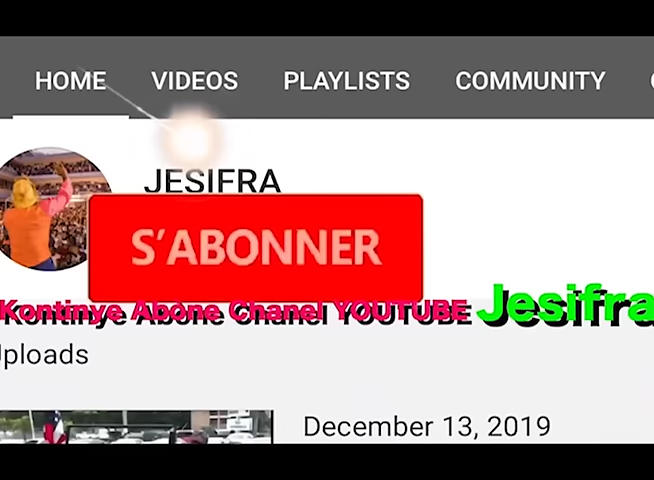 HOME VIDEOS PLAYLISTS COMMUNITY
JESIFRA
S'ABONNER
Kontinye Abòne Chanel YOUTUBE Jesifra
Uploads
December 13, 2019